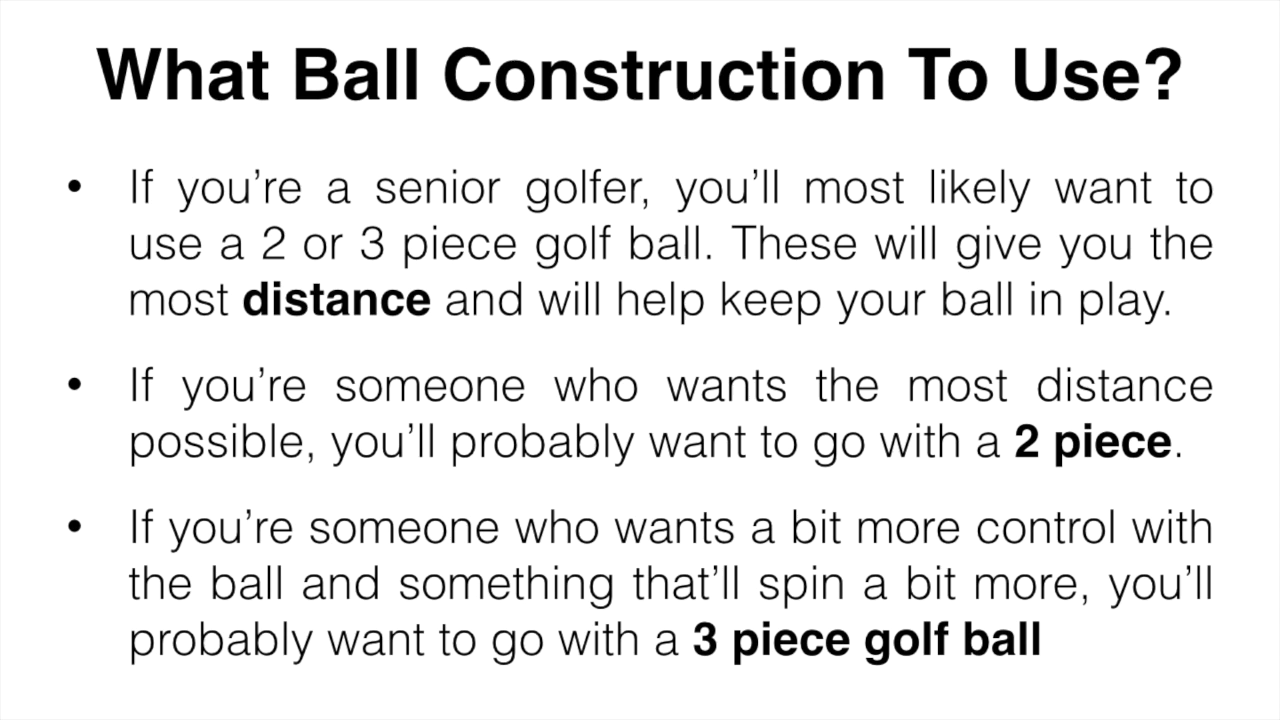 What Ball Construction To Use?
• If you’re a senior golfer, you’ll most likely want to
use a 2 or 3 piece golf ball. These will give you the
most distance and will help keep your ball in play.
• If you’re someone who wants the most distance
possible, you’ll probably want to go with a 2 piece.
• If you’re someone who wants a bit more control with
the ball and something that’ll spin a bit more, you’ll
probably want to go with a 3 piece golf ball